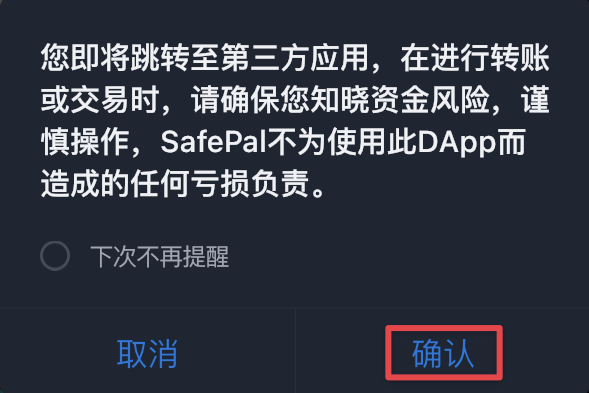 您即将跳转至第三方应用，在进行转账
或交易时，请确保您知晓资金风险，谨
慎操作，SafePal不为使用此DApp而
造成的任何亏损负责。
下次不再提醒
取消
确认